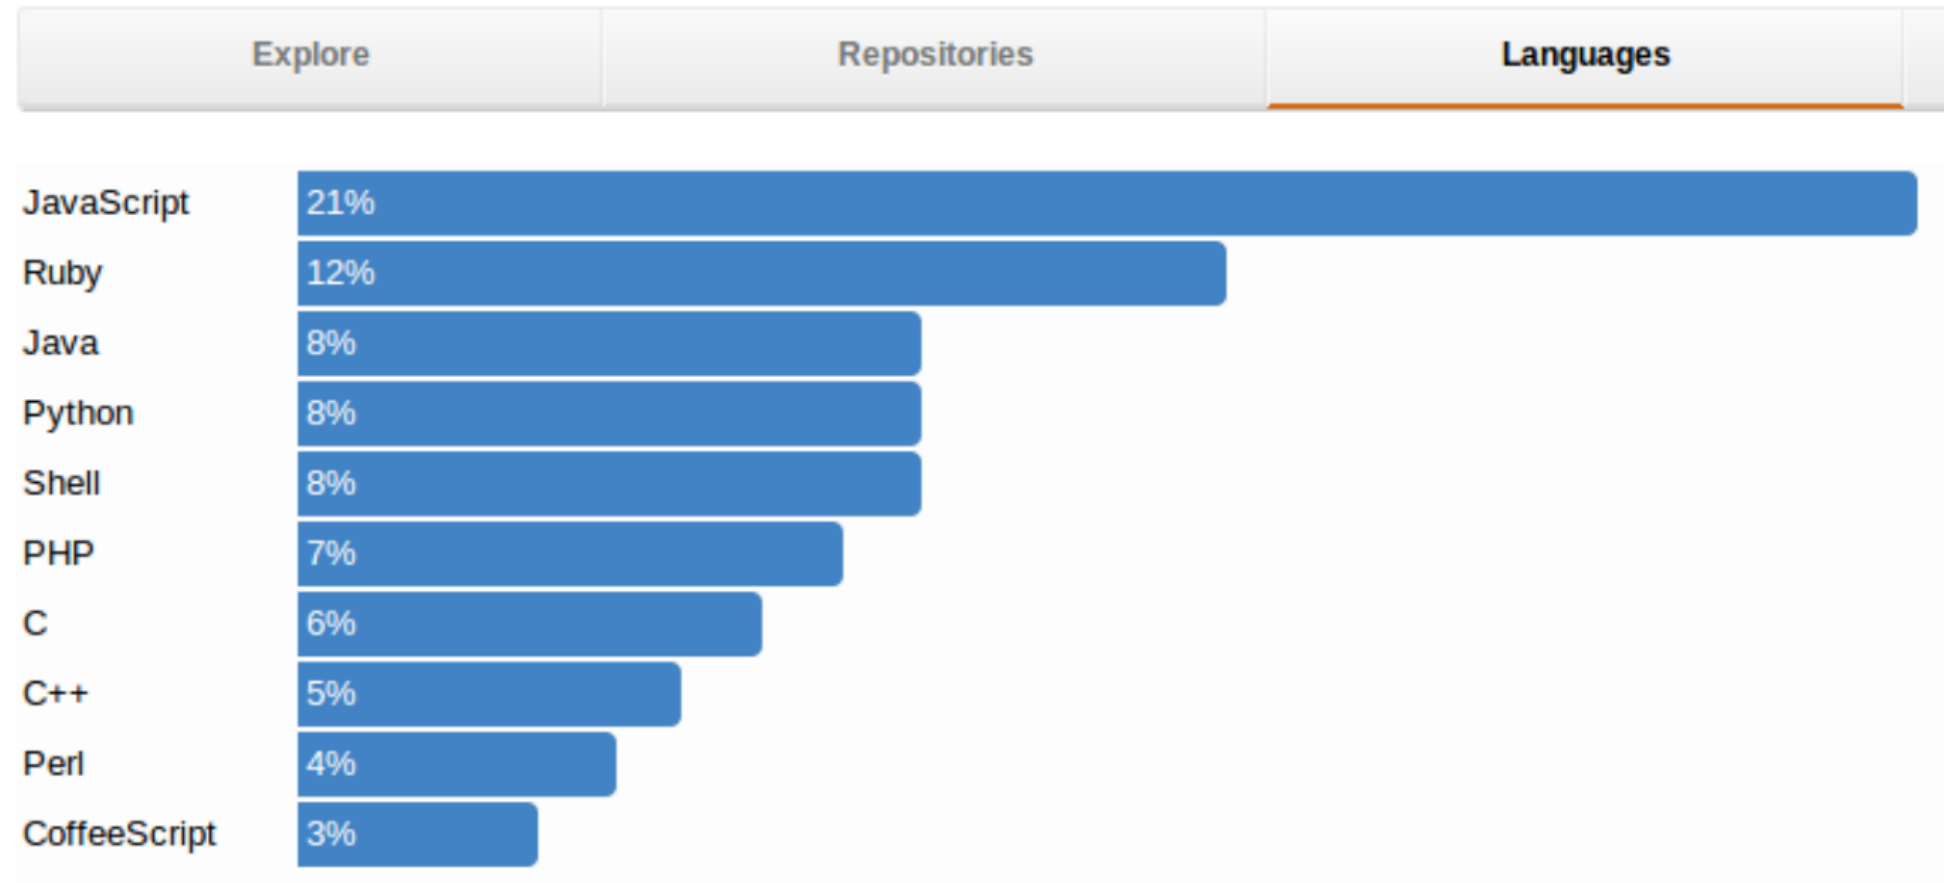 Explore Repositories Languages
JavaScript 21%
Ruby 12%
Java 8%
Python 8%
Shell 8%
PHP 7%
C 6%
C++ 5%
Perl 4%
CoffeeScript 3%